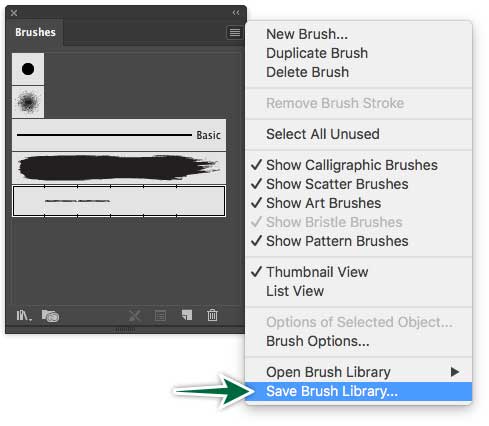 Brushes
Basic
New Brush...
Duplicate Brush
Delete Brush
Remove Brush Stroke
Select All Unused
Show Calligraphic Brushes
Show Scatter Brushes
Show Art Brushes
Show Bristle Brushes
Show Pattern Brushes
Thumbnail View
List View
Options of Selected Object...
Brush Options...
Open Brush Library
Save Brush Library...